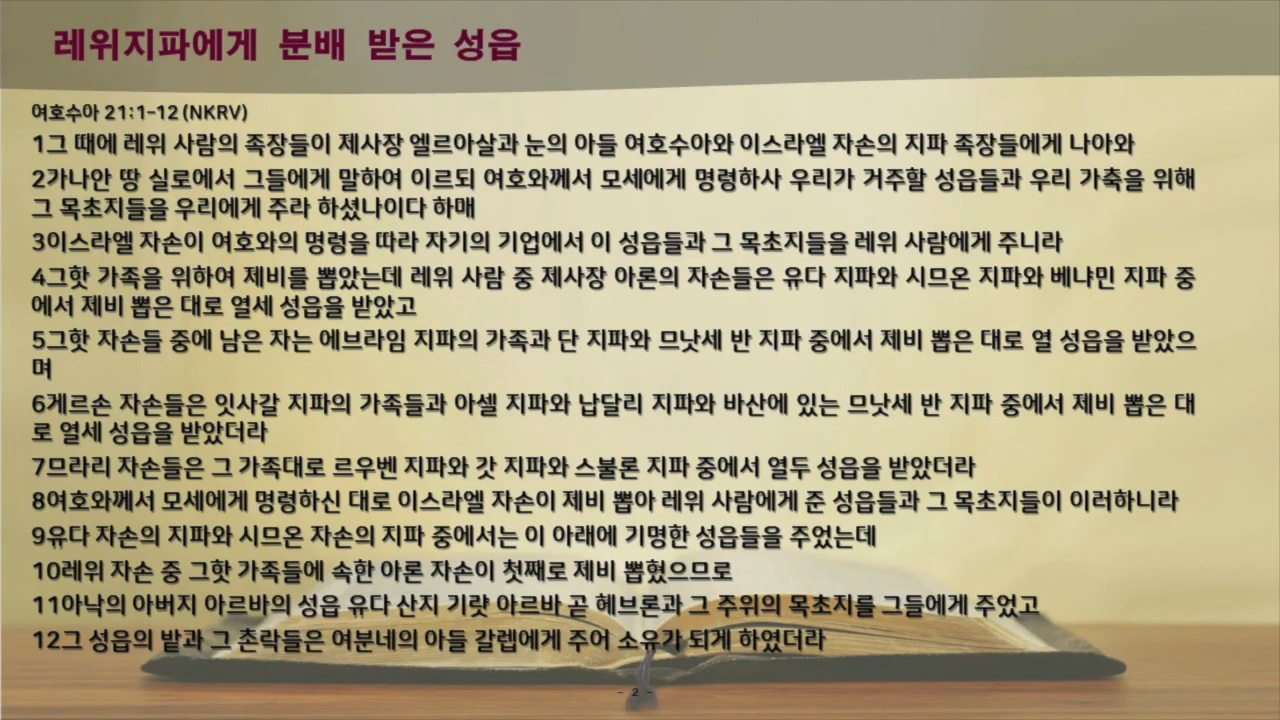 레위지파에게 분배 받은 성읍
여호수아 21:1-12 (NKRV)
1그 때에 레위 사람의 족장들이 제사장 엘르아살과 눈의 아들 여호수아와 이스라엘 자손의 지파 족장들에게 나아와
2가나안 땅 실로에서 그들에게 말하여 이르되 여호와께서 모세에게 명령하사 우리가 거주할 성읍들과 우리 가축을 위해
그 목초지들을 우리에게 주라 하셨나이다 하매
3이스라엘 자손이 여호와의 명령을 따라 자기의 기업에서 이 성읍들과 그 목초지들을 레위 사람에게 주니라
4그핫 가족을 위하여 제비를 뽑았는데 레위 사람 중 제사장 아론의 자손들은 유다 지파와 시므온 지파와 베냐민 지파 중
에서 제비 뽑은 대로 열세 성읍을 받았고
5그핫 자손들 중에 남은 자는 에브라임 지파의 가족과 단 지파와 므낫세 반 지파 중에서 제비 뽑은 대로 열 성읍을 받았으
며
6게르손 자손들은 잇사갈 지파의 가족들과 아셀 지파와 납달리 지파와 바산에 있는 므낫세 반 지파 중에서 제비 뽑은 대
로 열세 성읍을 받았더라
7므라리 자손들은 그 가족대로 르우벤 지파와 갓 지파와 스불론 지파 중에서 열두 성읍을 받았더라
8여호와께서 모세에게 명령하신 대로 이스라엘 자손이 제비 뽑아 레위 사람에게 준 성읍들과 그 목초지들이 이러하니라
9유다 자손의 지파와 시므온 자손의 지파 중에서는 이 아래에 기명한 성읍들을 주었는데
10레위 자손 중 그핫 가족들에 속한 아론 자손이 첫째로 제비 뽑혔으므로
11아낙의 아버지 아르바의 성읍 유다 산지 기럇 아르바 곧 헤브론과 그 주위의 목초지를 그들에게 주었고
12그 성읍의 밭과 그 촌락들은 여분네의 아들 갈렙에게 주어 소유가 되게 하였더라
- 2 -